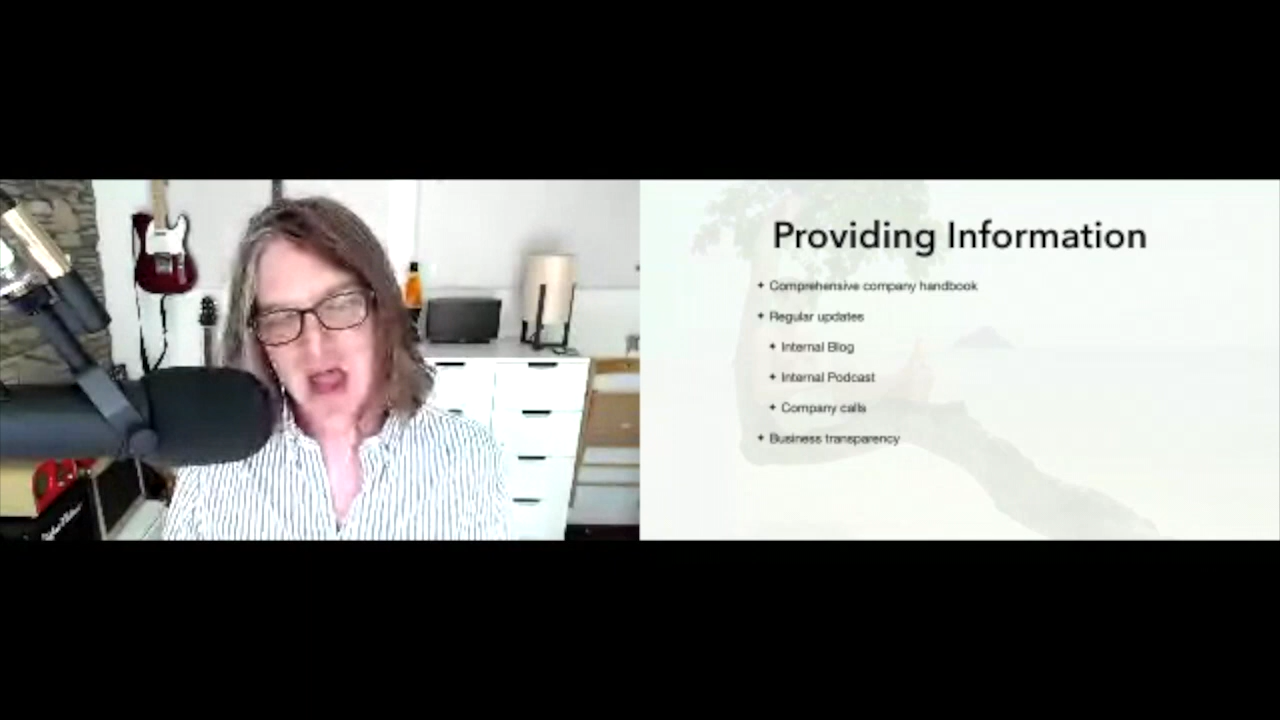 Providing Information
✦ Comprehensive company handbook
✦ Regular updates
✦ Internal Blog
✦ Internal Podcast
✦ Company calls
✦ Business transparency